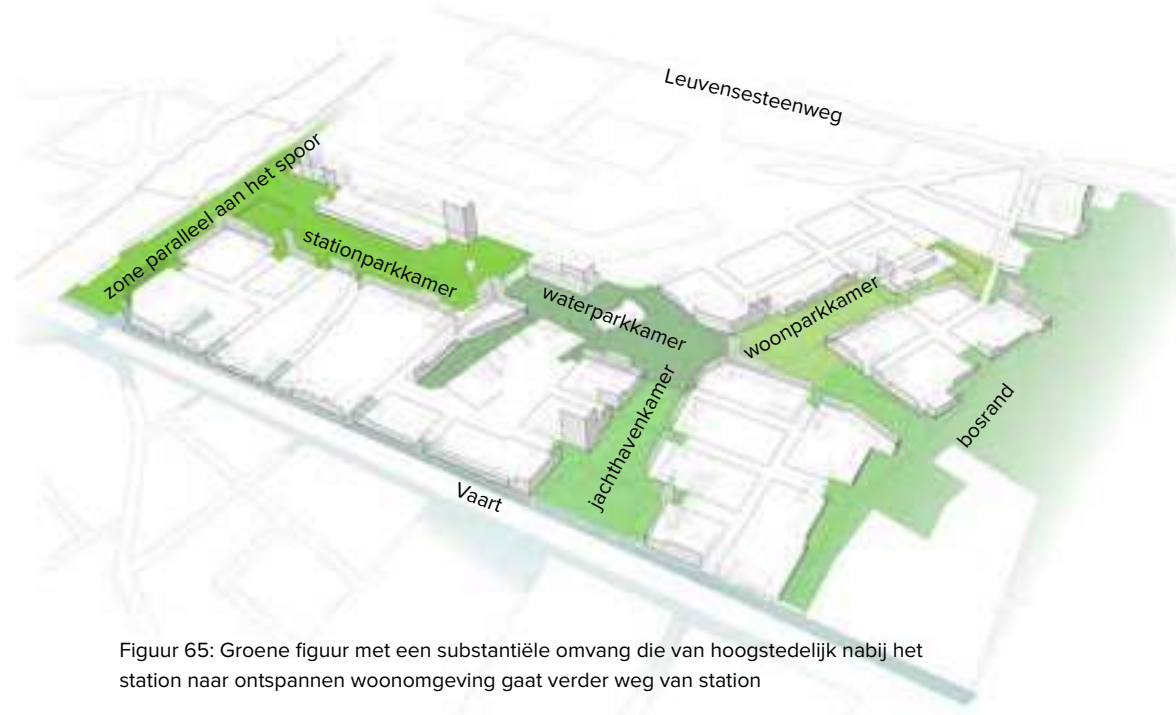 Leuvensesteenweg
zone paralleel aan het spoor
stationparkkamer
waterparkkamer
woonparkkamer
jachthavenkamer
bosrand
Vaart
Figuur 65: Groene figuur met een substantiële omvang die van hoogstedelijk nabij het
station naar ontspannen woonomgeving gaat verder weg van station